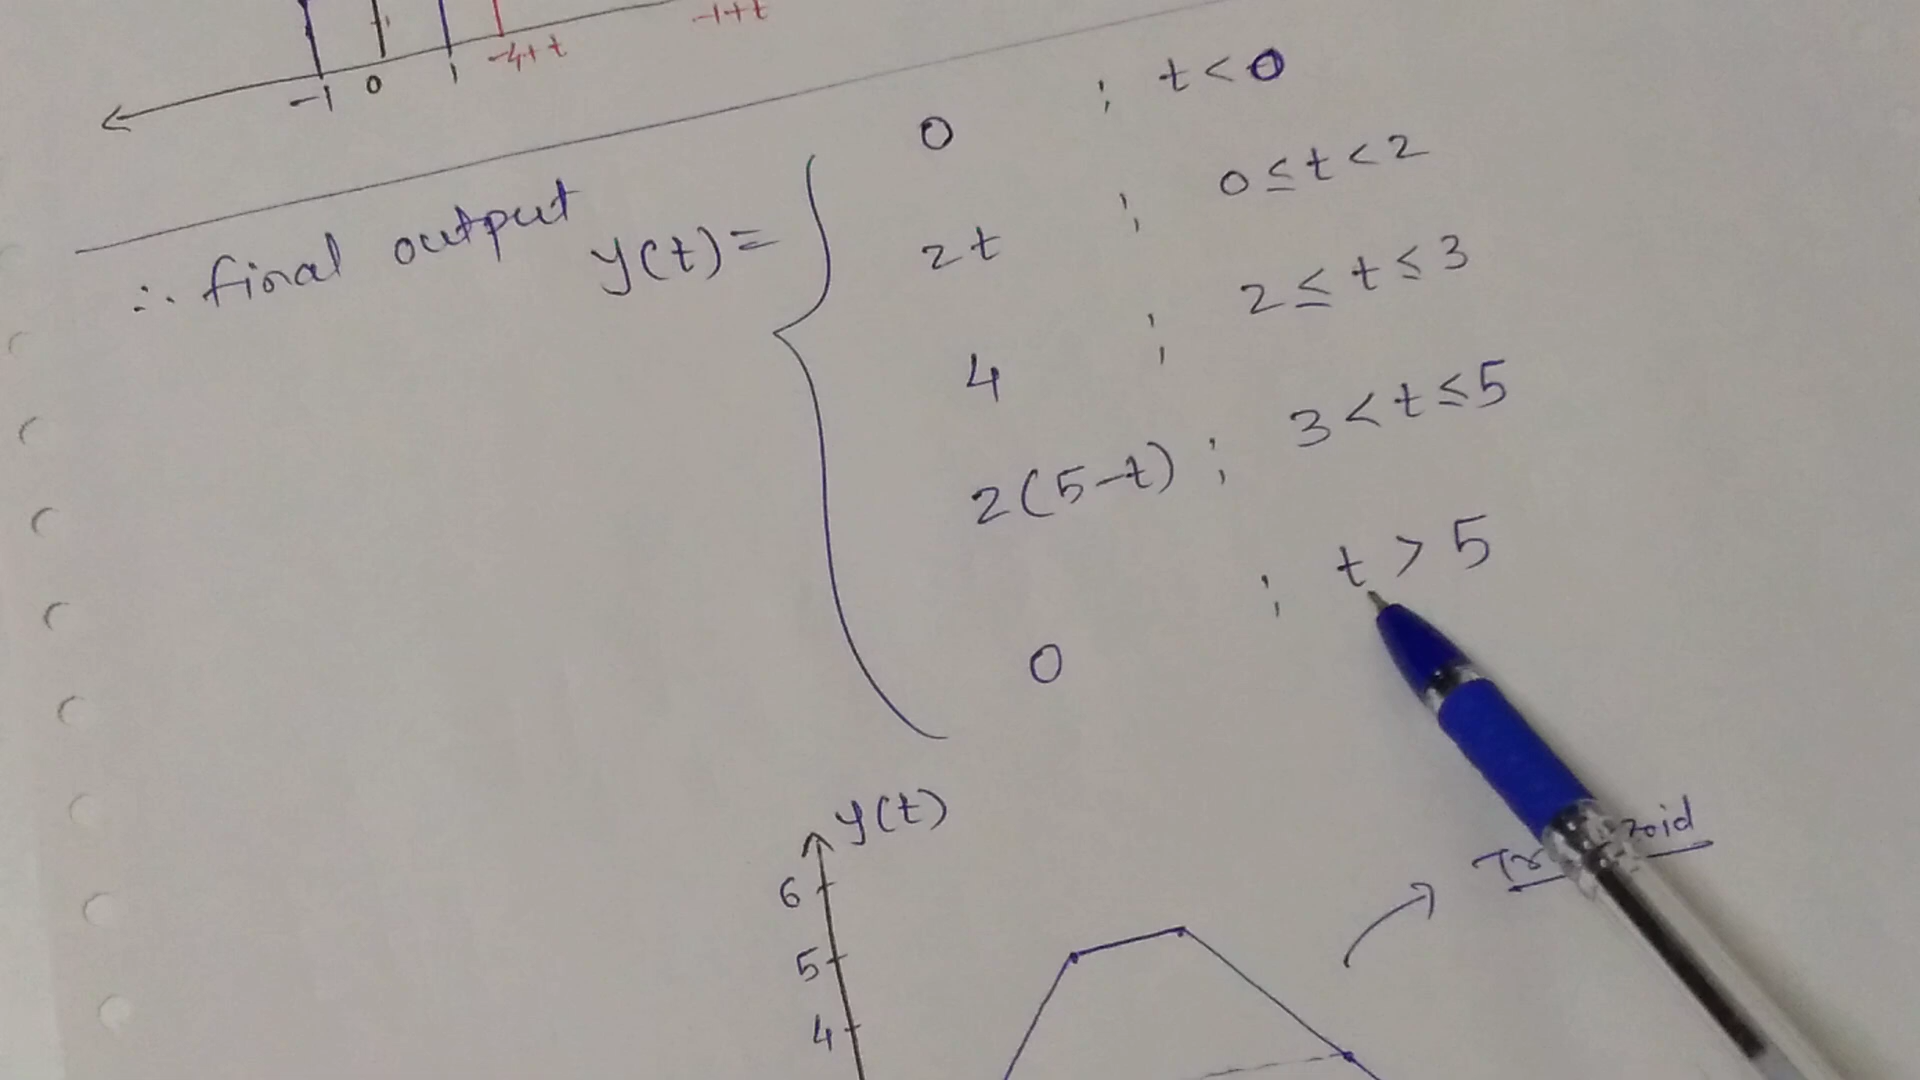 -1 0 1 -4+t -1+t
0 ; t < 0
∴ final output y(t) = 2t ; 0 ≤ t < 2
4 ; 2 ≤ t ≤ 3
2(5-t) ; 3 < t ≤ 5
0 ; t > 5
y(t)
6
5
4